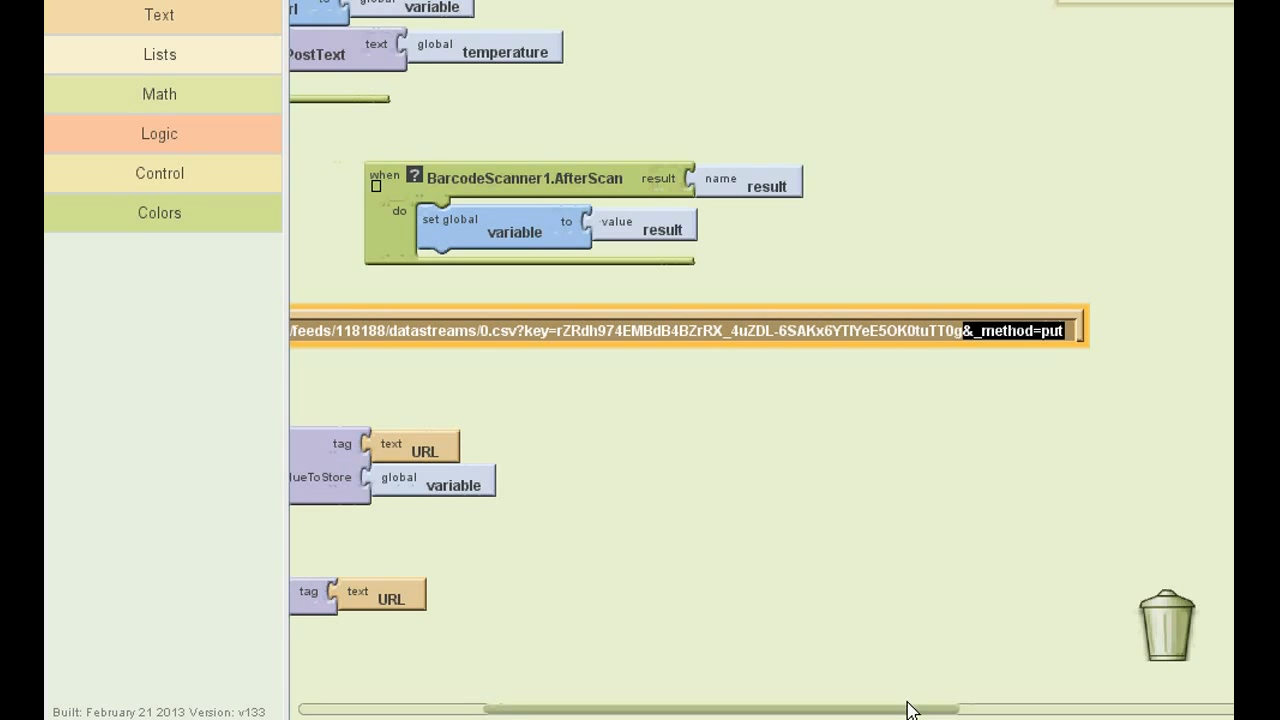 Text
Lists
Math
Logic
Control
Colors
Built: February 21 2013 Version: v133
to
global
variable
PostText text global temperature
when ? BarcodeScanner1.AfterScan result name result
do set global variable to value result
/feeds/118188/datastreams/0.csv?key=rZRdh974EMBdB4BZrRX_4uZDL-6SAKx6YTlYeE5OK0tuTT0g&_method=put
tag text URL
lueToStore global variable
tag text URL